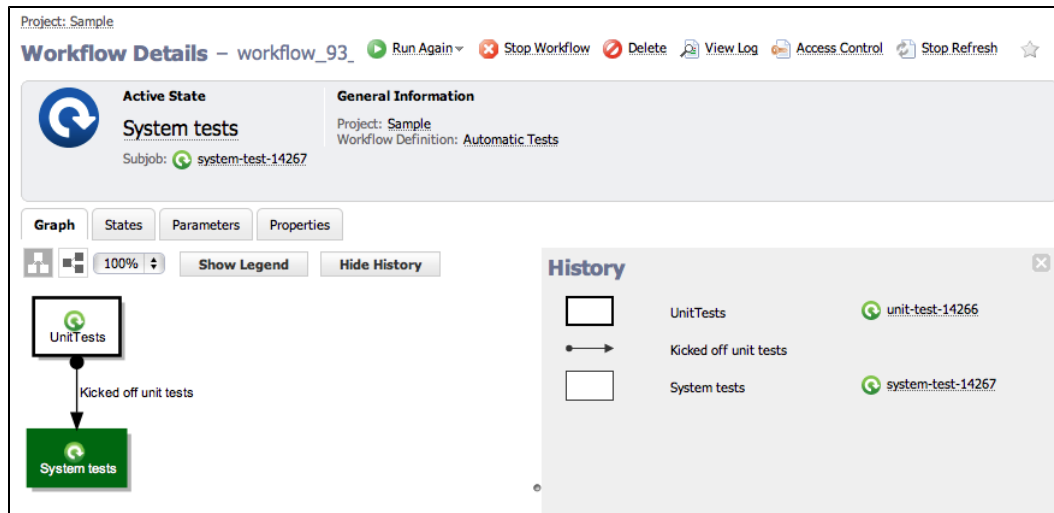 Project: Sample
Workflow Details – workflow_93_ Run Again Stop Workflow Delete View Log Access Control Stop Refresh
Active State
System tests
Subjob: system-test-14267
General Information
Project: Sample
Workflow Definition: Automatic Tests
Graph States Parameters Properties
100% Show Legend Hide History
UnitTests
Kicked off unit tests
System tests
History
UnitTests unit-test-14266
Kicked off unit tests
System tests system-test-14267